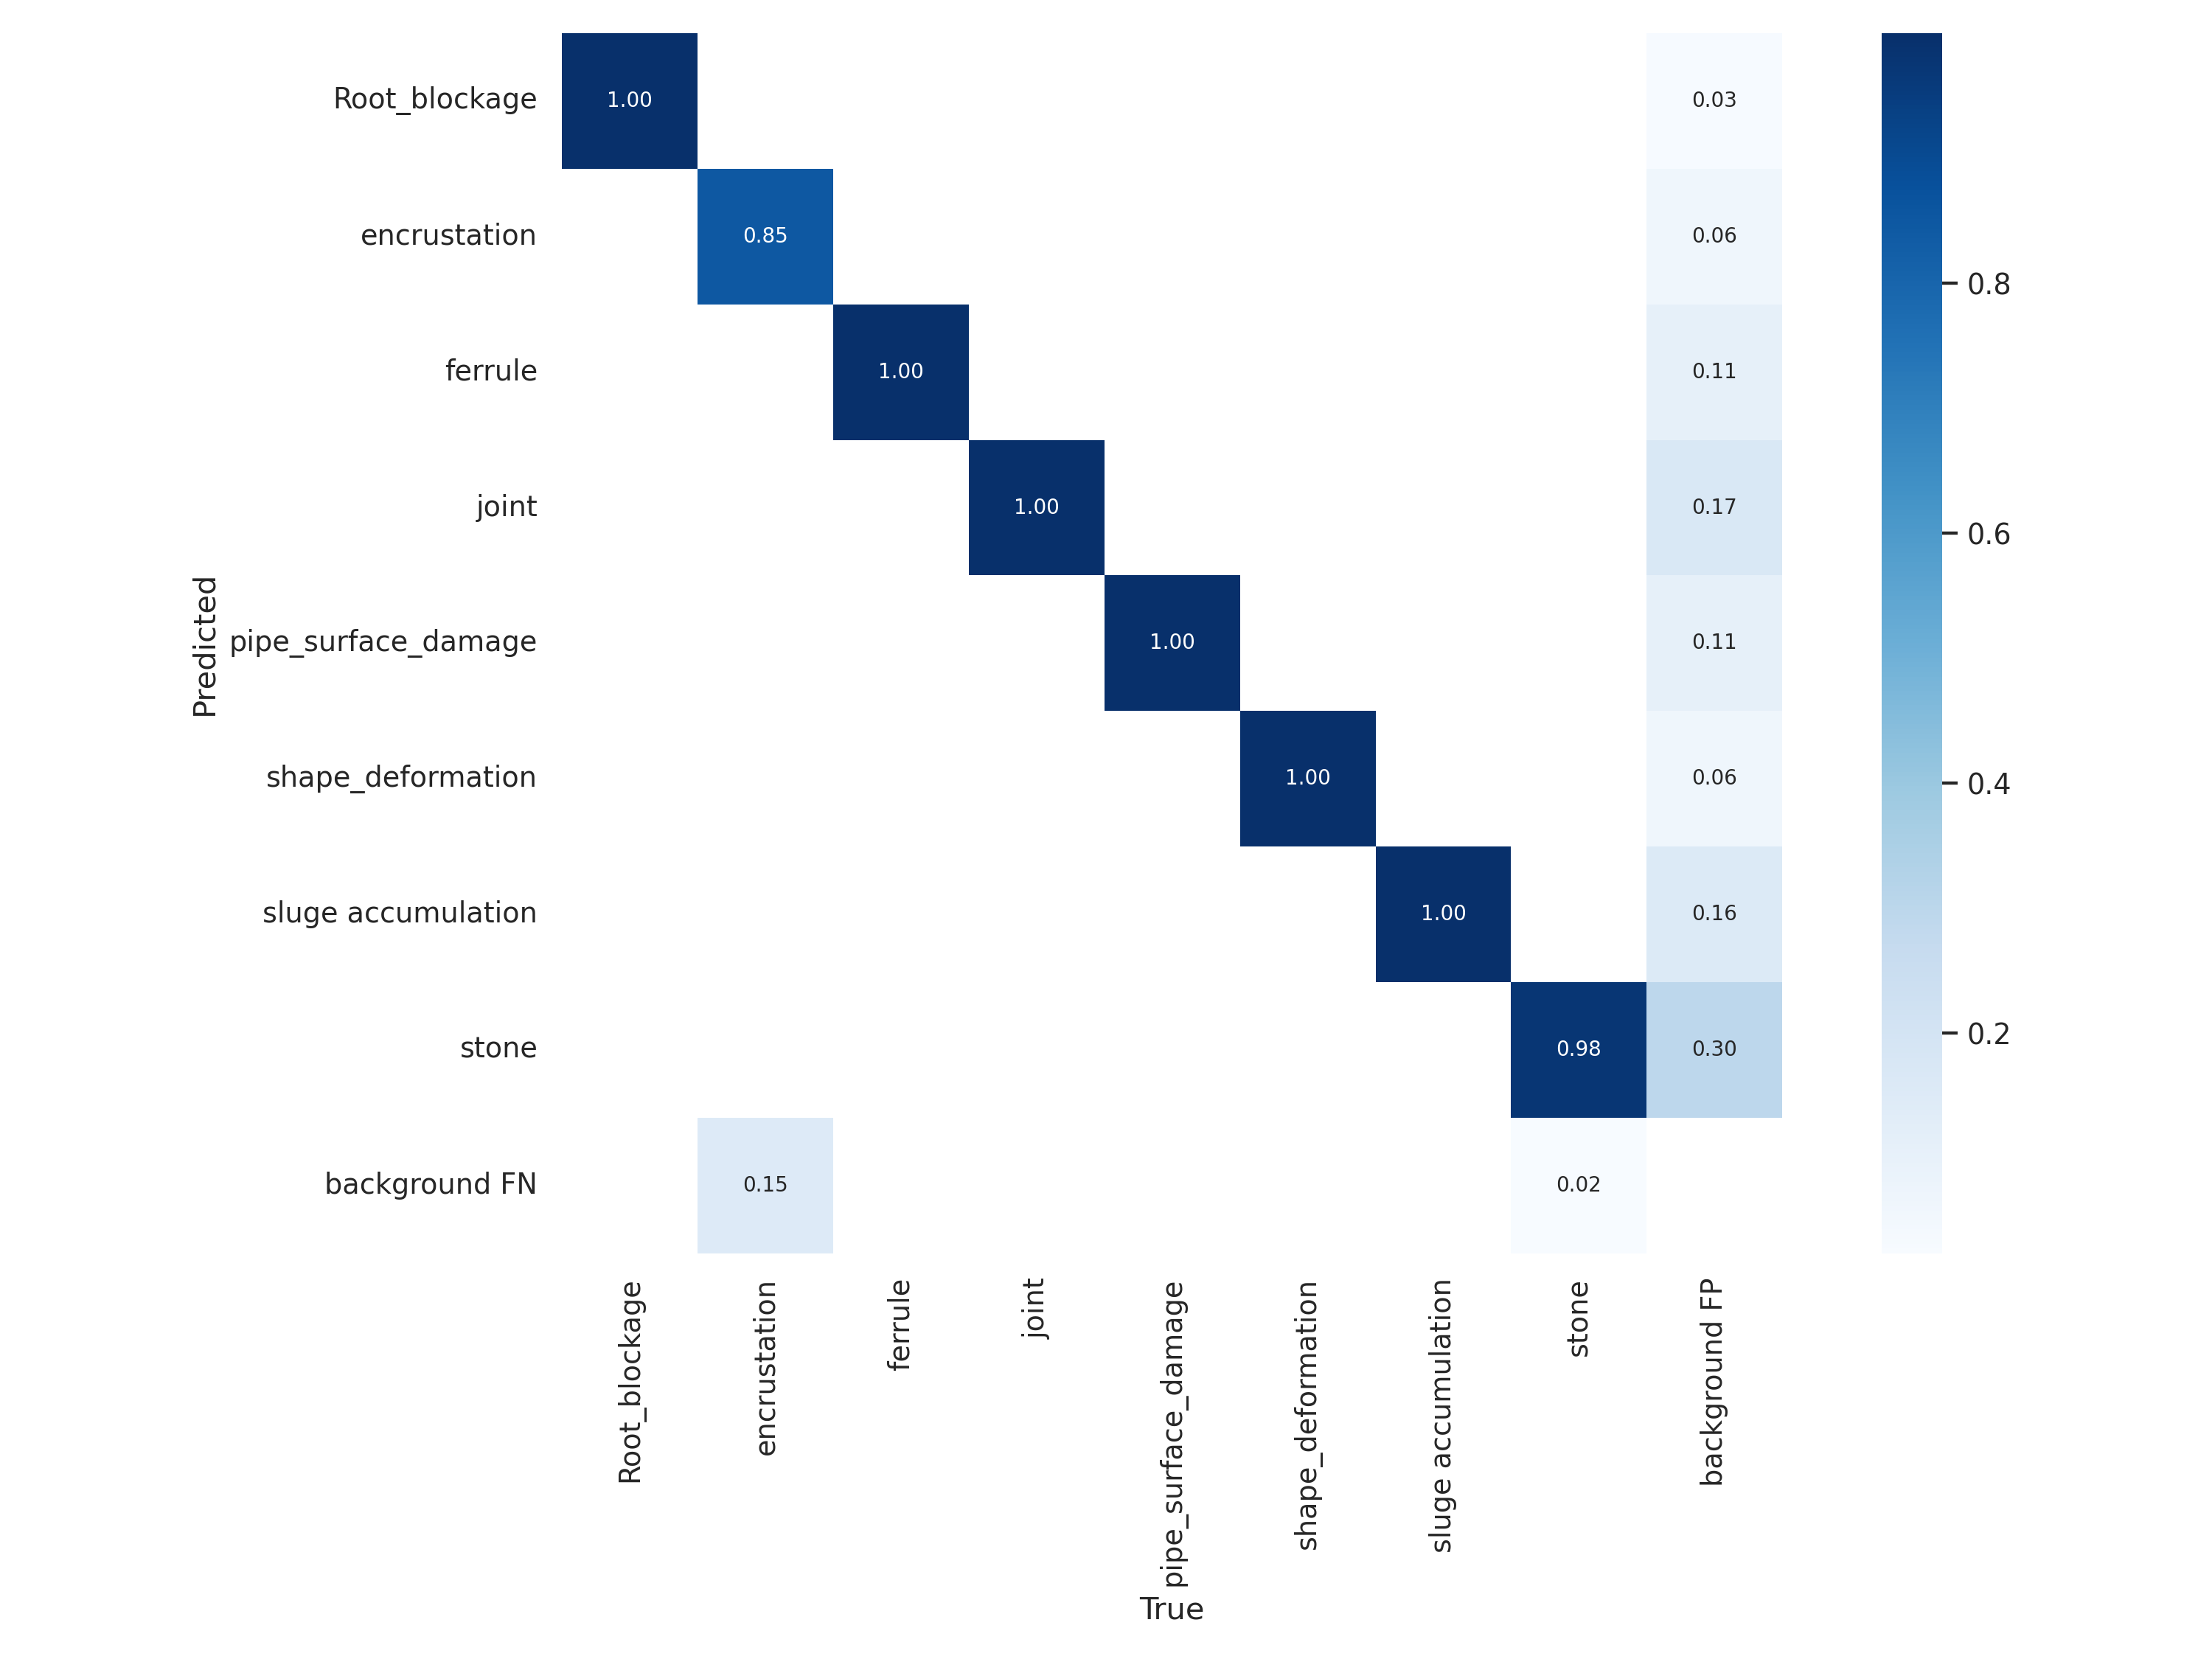 Root_blockage 1.00 0.03
encrustation 0.85 0.06
ferrule 1.00 0.11
joint 1.00 0.17
pipe_surface_damage 1.00 0.11
shape_deformation 1.00 0.06
sluge accumulation 1.00 0.16
stone 0.98 0.30
background FN 0.15 0.02
Predicted
Root_blockage
encrustation
ferrule
joint
pipe_surface_damage
shape_deformation
sluge accumulation
stone
background FP
True
0.8
0.6
0.4
0.2